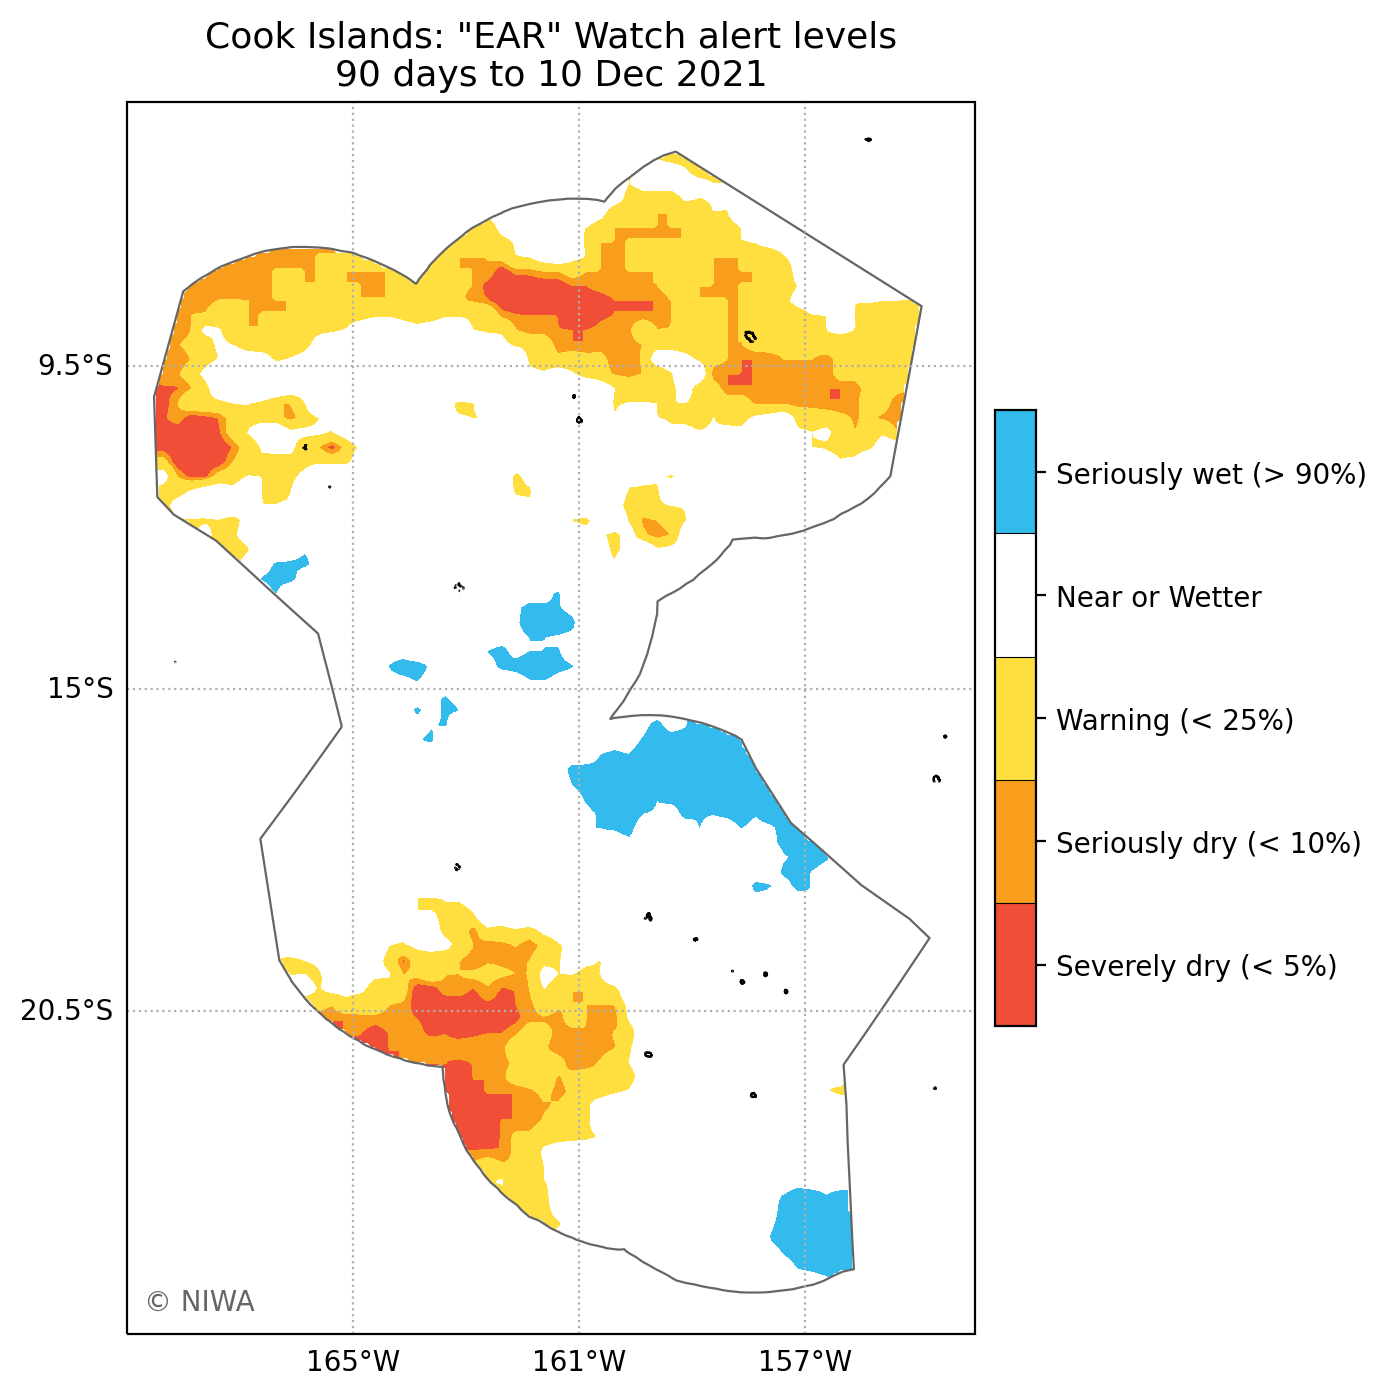 Cook Islands: "EAR" Watch alert levels
90 days to 10 Dec 2021
9.5°S
15°S
20.5°S
165°W
161°W
157°W
Seriously wet (> 90%)
Near or Wetter
Warning (< 25%)
Seriously dry (< 10%)
Severely dry (< 5%)
© NIWA